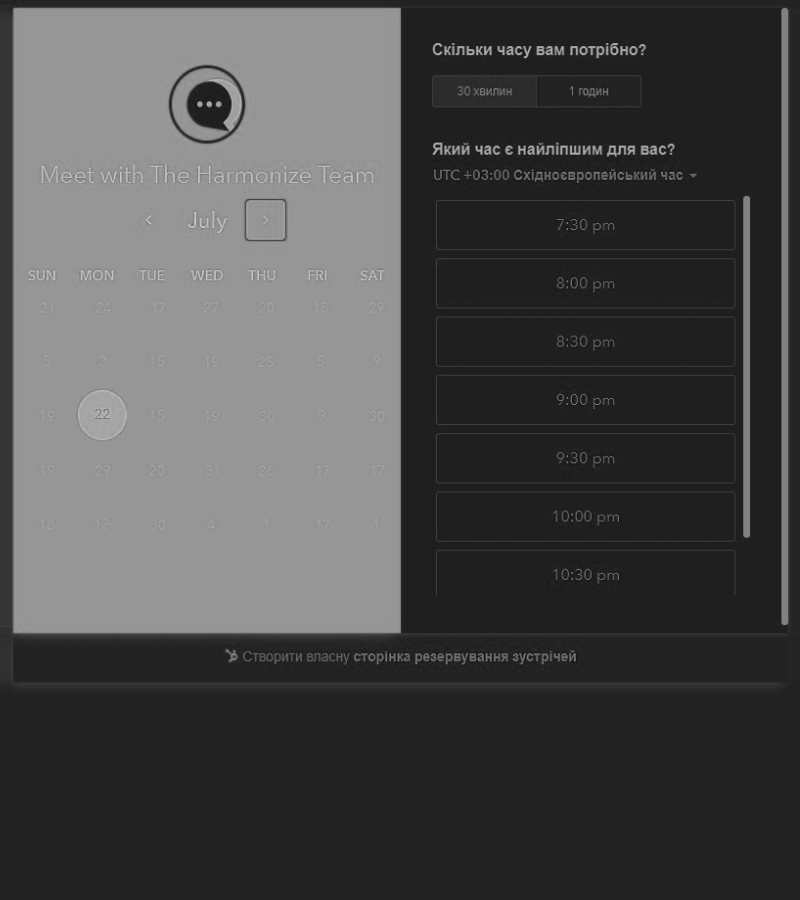 Meet with The Harmonize Team
July
SUN MON TUE WED THU FRI SAT
21 24 17 27 20 18 29
5 2 15 19 25 5 9
19 22 15 19 30 9 30
19 29 20 31 26 17 17
18 12 30 4 1 17 1
Скільки часу вам потрібно?
30 хвилин 1 годин
Який час є найліпшим для вас?
UTC +03:00 Східноєвропейський час
7:30 pm
8:00 pm
8:30 pm
9:00 pm
9:30 pm
10:00 pm
10:30 pm
Створити власну сторінка резервування зустрічей